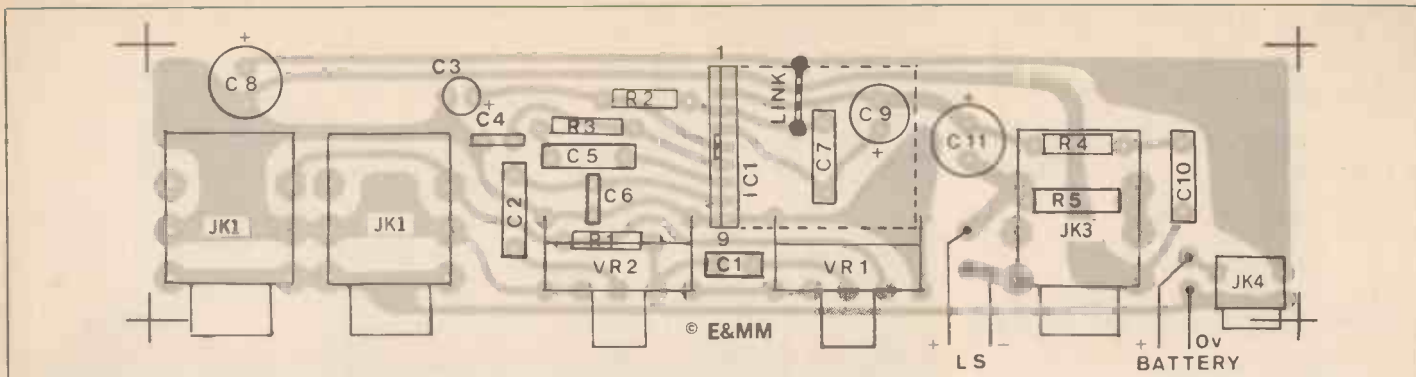 +
C8
C3
+
C4
R2
R3
C5
C2
C6
R1
VR2
1
IC1
9
C1
LINK
C7
C9
+
VR1
+
C11
R4
R5
JK3
C10
JK1
JK1
JK4
© E&MM
+ LS -
+ 0v
BATTERY